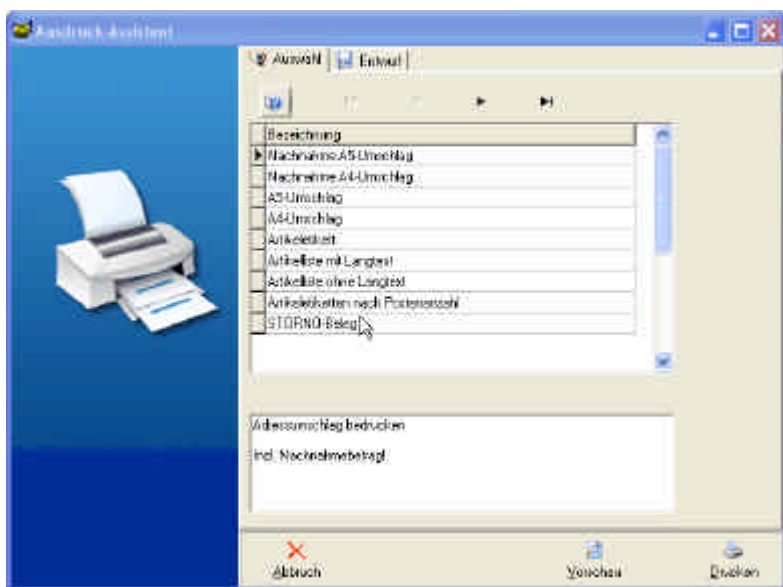 Ausdruck Assistent
Auswahl Entwurf
Bezeichnung
Nachnahme A5-Umschlag
Nachnahme A4-Umschlag
A5-Umschlag
A4-Umschlag
Artikeletikett
Artikelliste mit Langtext
Artikelliste ohne Langtext
Artikeletiketten nach Postenanzahl
STORNO-Beleg
Adressumschlag bedrucken
incl. Nachnahmebetrag!
Abbruch Vorschau Drucken